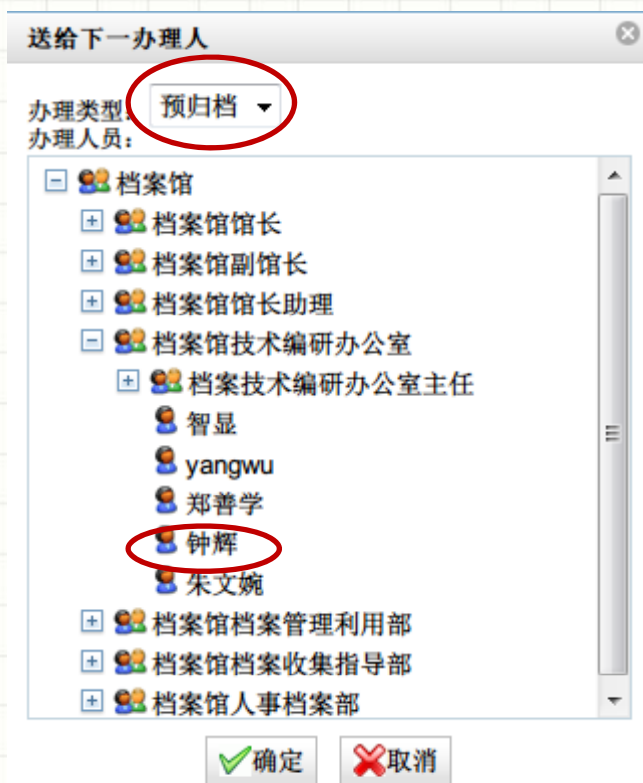 送给下一办理人
办理类型: 预归档
办理人员:
档案馆
档案馆馆长
档案馆副馆长
档案馆馆长助理
档案馆技术编研办公室
档案技术编研办公室主任
智显
yangwu
郑善学
钟辉
朱文婉
档案馆档案管理利用部
档案馆档案收集指导部
档案馆人事档案部
确定 取消